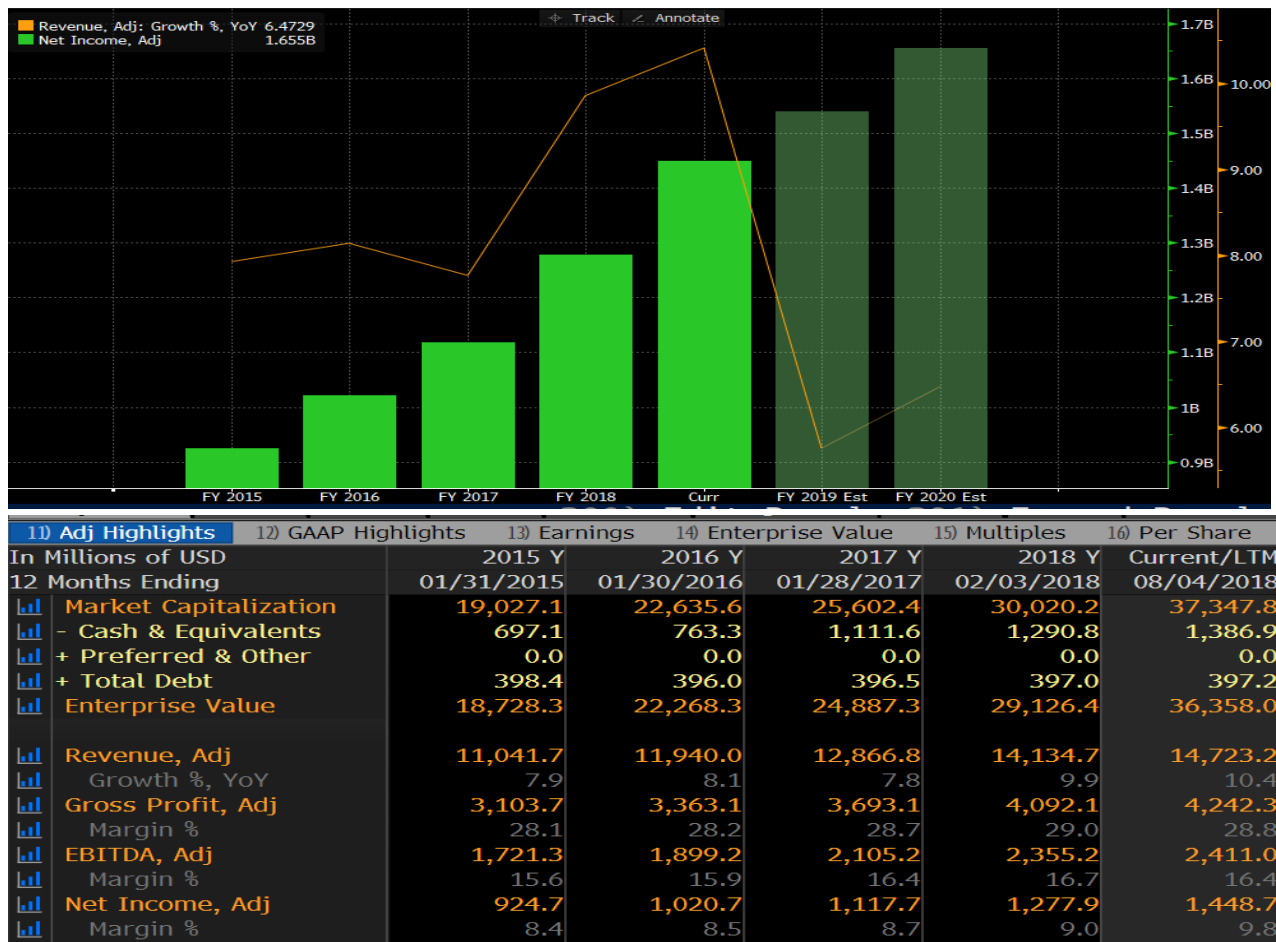 Revenue, Adj: Growth %, YoY 6.4729
Net Income, Adj 1.655B
Track Annotate
1.7B
1.6B
1.5B
1.4B
1.3B
1.2B
1.1B
1B
0.9B
10.00
9.00
8.00
7.00
6.00
FY 2015 FY 2016 FY 2017 FY 2018 Curr FY 2019 Est FY 2020 Est
11) Adj Highlights 12) GAAP Highlights 13) Earnings 14) Enterprise Value 15) Multiples 16) Per Share
In Millions of USD 2015 Y 2016 Y 2017 Y 2018 Y Current/LTM
12 Months Ending 01/31/2015 01/30/2016 01/28/2017 02/03/2018 08/04/2018
Market Capitalization 19,027.1 22,635.6 25,602.4 30,020.2 37,347.8
- Cash & Equivalents 697.1 763.3 1,111.6 1,290.8 1,386.9
+ Preferred & Other 0.0 0.0 0.0 0.0 0.0
+ Total Debt 398.4 396.0 396.5 397.0 397.2
Enterprise Value 18,728.3 22,268.3 24,887.3 29,126.4 36,358.0
Revenue, Adj 11,041.7 11,940.0 12,866.8 14,134.7 14,723.2
Growth %, YoY 7.9 8.1 7.8 9.9 10.4
Gross Profit, Adj 3,103.7 3,363.1 3,693.1 4,092.1 4,242.3
Margin % 28.1 28.2 28.7 29.0 28.8
EBITDA, Adj 1,721.3 1,899.2 2,105.2 2,355.2 2,411.0
Margin % 15.6 15.9 16.4 16.7 16.4
Net Income, Adj 924.7 1,020.7 1,117.7 1,277.9 1,448.7
Margin % 8.4 8.5 8.7 9.0 9.8